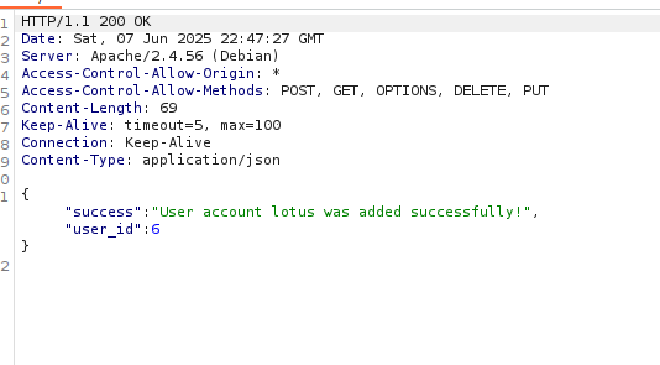 1 HTTP/1.1 200 OK
2 Date: Sat, 07 Jun 2025 22:47:27 GMT
3 Server: Apache/2.4.56 (Debian)
4 Access-Control-Allow-Origin: *
5 Access-Control-Allow-Methods: POST, GET, OPTIONS, DELETE, PUT
6 Content-Length: 69
7 Keep-Alive: timeout=5, max=100
8 Connection: Keep-Alive
9 Content-Type: application/json
0
1 {
"success":"User account lotus was added successfully!",
"user_id":6
}
2